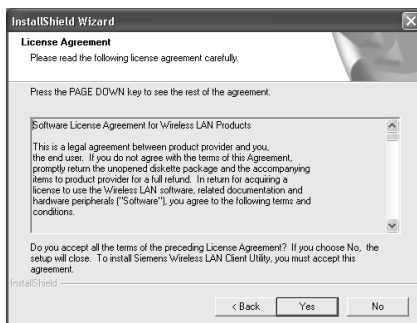 InstallShield Wizard
License Agreement
Please read the following license agreement carefully.
Press the PAGE DOWN key to see the rest of the agreement.
Software License Agreement for Wireless LAN Products
This is a legal agreement between product provider and you,
the end user. If you do not agree with the terms of this Agreement,
promptly return the unopened diskette package and the accompanying
items to product provider for a full refund. In return for acquiring a
license to use the Wireless LAN software, related documentation and
hardware peripherals ("Software"), you agree to the following terms and
conditions.
Do you accept all the terms of the preceding License Agreement? If you choose No, the
setup will close. To install Siemens Wireless LAN Client Utility, you must accept this
agreement.
InstallShield
< Back
Yes
No